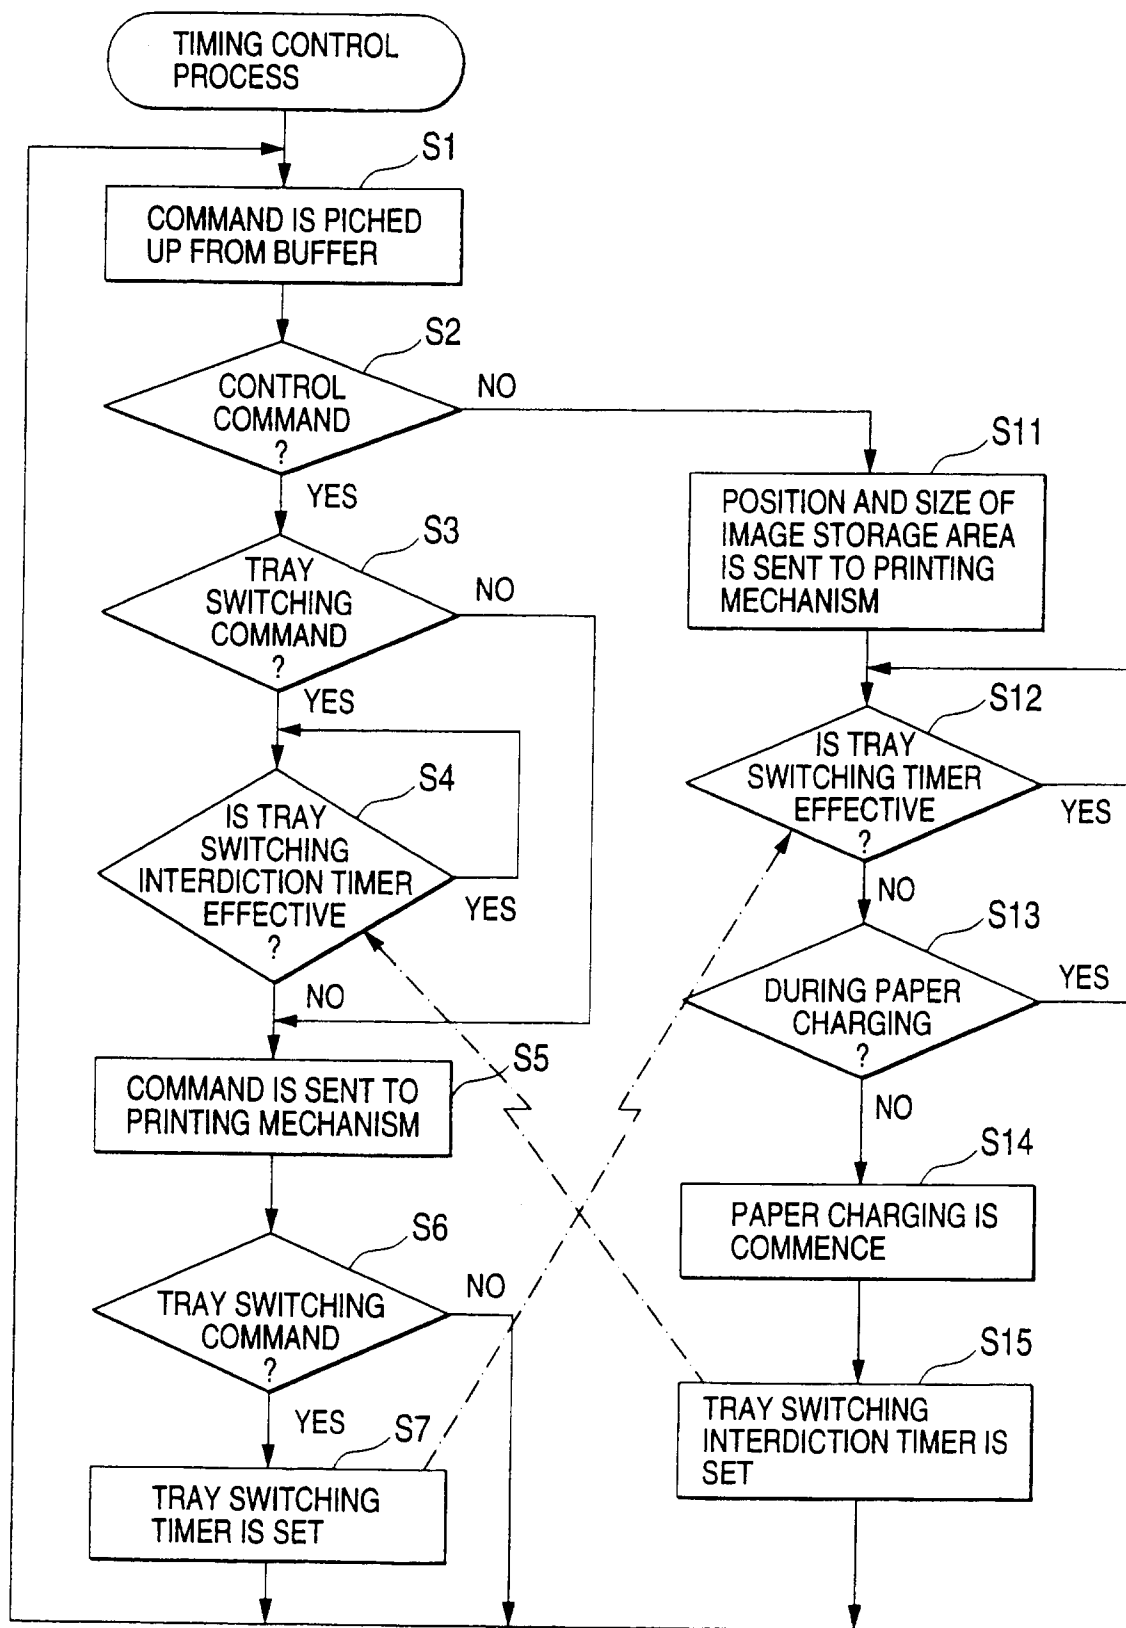 TIMING CONTROL
PROCESS
S1
COMMAND IS PICHED
UP FROM BUFFER
S2
CONTROL
COMMAND
?
NO
YES
S3
TRAY
SWITCHING
COMMAND
?
NO
YES
S4
IS TRAY
SWITCHING
INTERDICTION TIMER
EFFECTIVE
?
YES
NO
S5
COMMAND IS SENT TO
PRINTING MECHANISM
S6
TRAY SWITCHING
COMMAND
?
NO
YES
S7
TRAY SWITCHING
TIMER IS SET
S11
POSITION AND SIZE OF
IMAGE STORAGE AREA
IS SENT TO PRINTING
MECHANISM
S12
IS TRAY
SWITCHING TIMER
EFFECTIVE
?
YES
NO
S13
DURING PAPER
CHARGING
?
YES
NO
S14
PAPER CHARGING IS
COMMENCE
S15
TRAY SWITCHING
INTERDICTION TIMER IS
SET